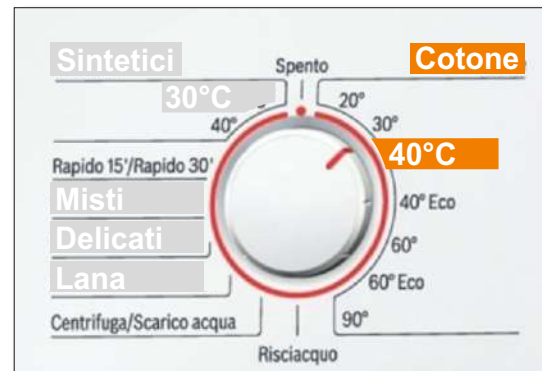 Sintetici
Cotone
Spento
30°C
20°
40°
30°
Rapido 15'/Rapido 30'
40°C
Misti
40° Eco
Delicati
60°
Lana
60° Eco
Centrifuga/Scarico acqua
90°
Risciacquo